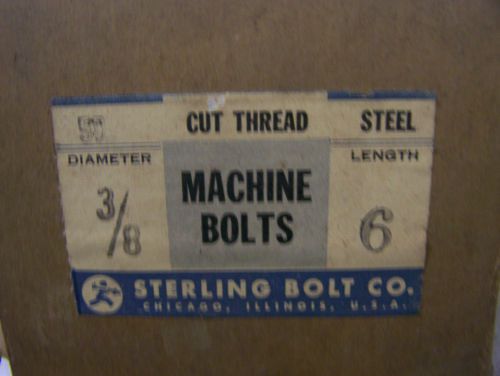 50 CUT THREAD STEEL
DIAMETER LENGTH
3/8 MACHINE BOLTS 6
STERLING BOLT CO.
CHICAGO, ILLINOIS, U.S.A.